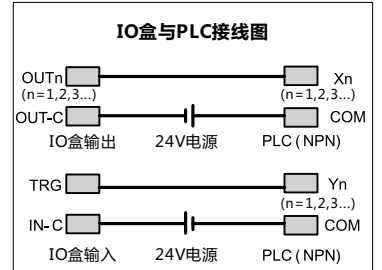 IO盒与PLC接线图
OUTn Xn
(n=1,2,3...) (n=1,2,3...)
OUT-C COM
IO盒输出 24V电源 PLC(NPN)
TRG Yn
(n=1,2,3...)
IN-C COM
IO盒输入 24V电源 PLC(NPN)